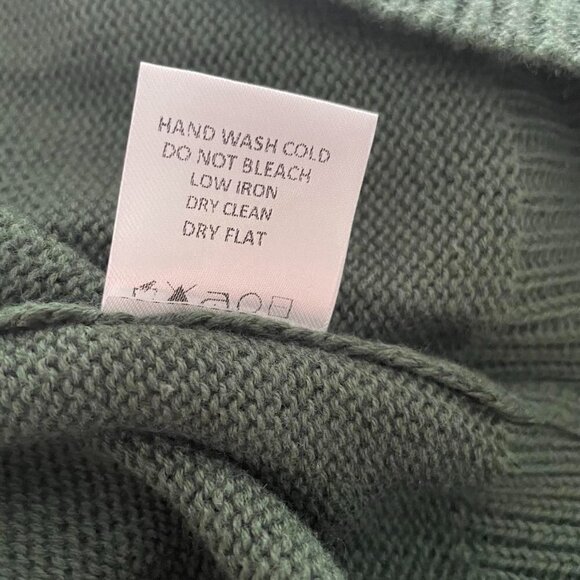 HAND WASH COLD
DO NOT BLEACH
LOW IRON
DRY CLEAN
DRY FLAT